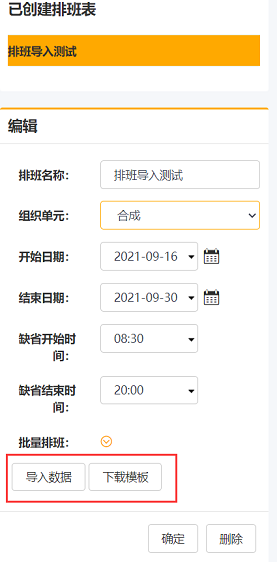 已创建排班表
排班导入测试
编辑
排班名称: 排班导入测试
组织单元: 合成
开始日期: 2021-09-16
结束日期: 2021-09-30
缺省开始时 08:30
间:
缺省结束时 20:00
间:
批量排班:
导入数据 下载模板
确定 删除